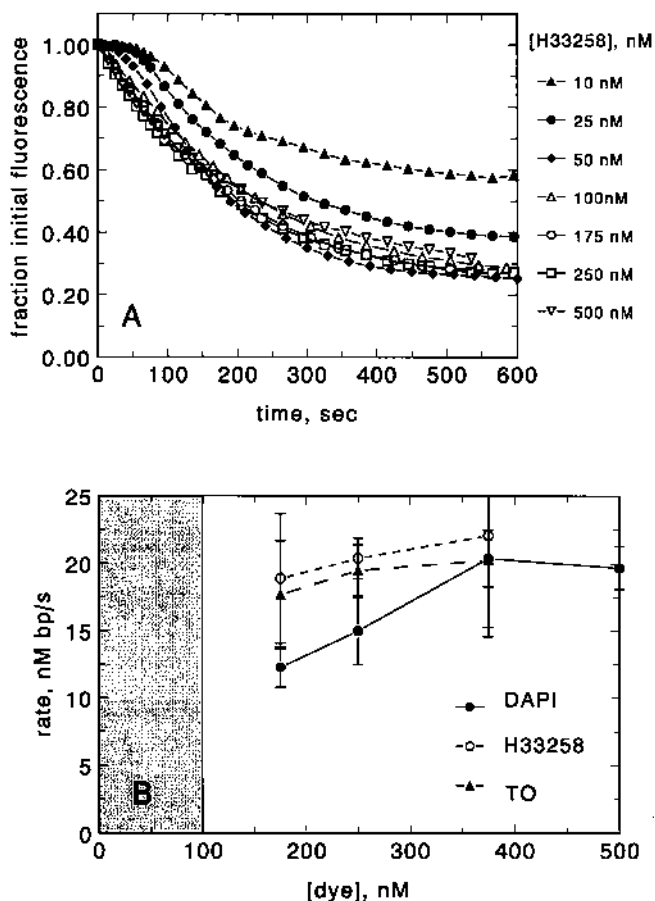 fraction initial fluorescence
1.00
0.80
0.60
0.40
0.20
0.00
A
0 100 200 300 400 500 600
time, sec
[H33258], nM
10 nM
25 nM
50 nM
100nM
175 nM
250 nM
500 nM
rate, nM bp/s
25
20
15
10
5
0
B
DAPI
H33258
TO
0 100 200 300 400 500
[dye], nM